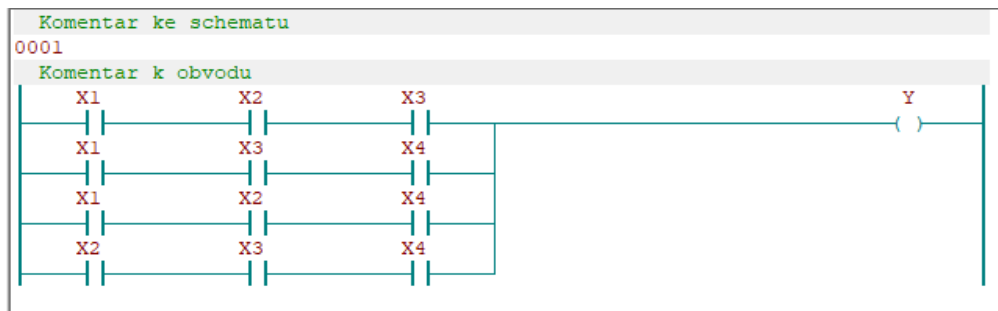 Komentar ke schematu
0001
Komentar k obvodu
X1 X2 X3 Y
X1 X3 X4
X1 X2 X4
X2 X3 X4